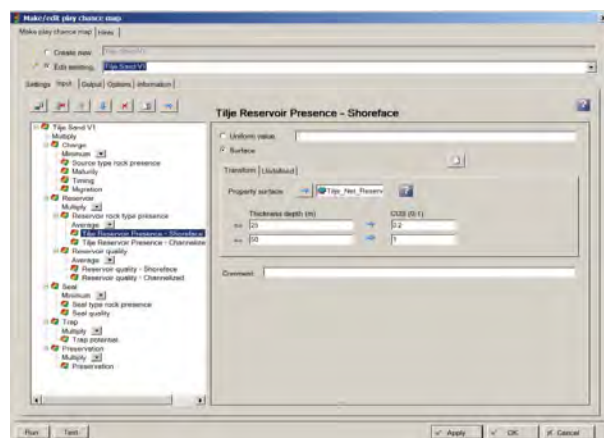 Make/edit play chance map
Make play chance map Hints
Create new
Edit existing Tilje Sand V1
Settings Input Output Options Information
Tilje Reservoir Presence - Shoreface
Tilje Sand V1
Multiply
Charge
Minimum
Source type rock presence
Maturity
Timing
Migration
Reservoir
Multiply
Reservoir rock type presence
Average
Tilje Reservoir Presence - Shoreface
Tilje Reservoir Presence - Channelize
Reservoir quality
Average
Reservoir quality - Shoreface
Reservoir quality - Channelized
Seal
Minimum
Seal type rock presence
Seal quality
Trap
Multiply
Trap potential
Preservation
Multiply
Preservation
Uniform value
Surface
Transform Undefined
Property surface Tilje_Net_Reserv
Thickness depth (m) COS (0-1)
<= 25 0.2
>= 50 1
Comment
Run Test Apply OK Cancel